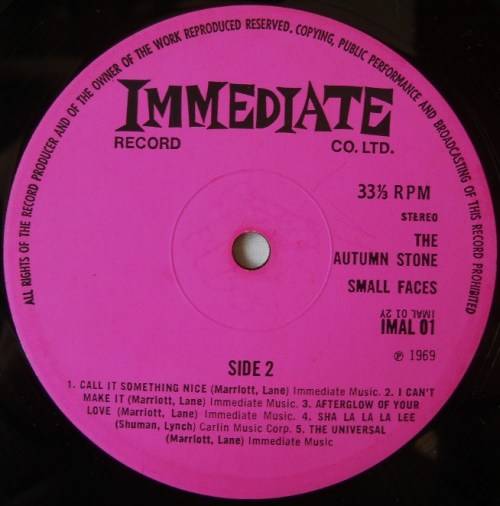 ALL RIGHTS OF THE RECORD PRODUCER AND OF THE OWNER OF THE WORK REPRODUCED RESERVED. COPYING, PUBLIC PERFORMANCE AND BROADCASTING OF THIS RECORD PROHIBITED
IMMEDIATE
RECORD CO. LTD.
33⅓ RPM
STEREO
THE
AUTUMN STONE
SMALL FACES
IMAL 01 2Y
IMAL 01
℗ 1969
SIDE 2
1. CALL IT SOMETHING NICE (Marriott, Lane) Immediate Music. 2. I CAN'T
MAKE IT (Marriott, Lane) Immediate Music. 3. AFTERGLOW OF YOUR
LOVE (Marriott, Lane) Immediate Music. 4. SHA LA LA LA LEE
(Shuman, Lynch) Carlin Music Corp. 5. THE UNIVERSAL
(Marriott, Lane) Immediate Music